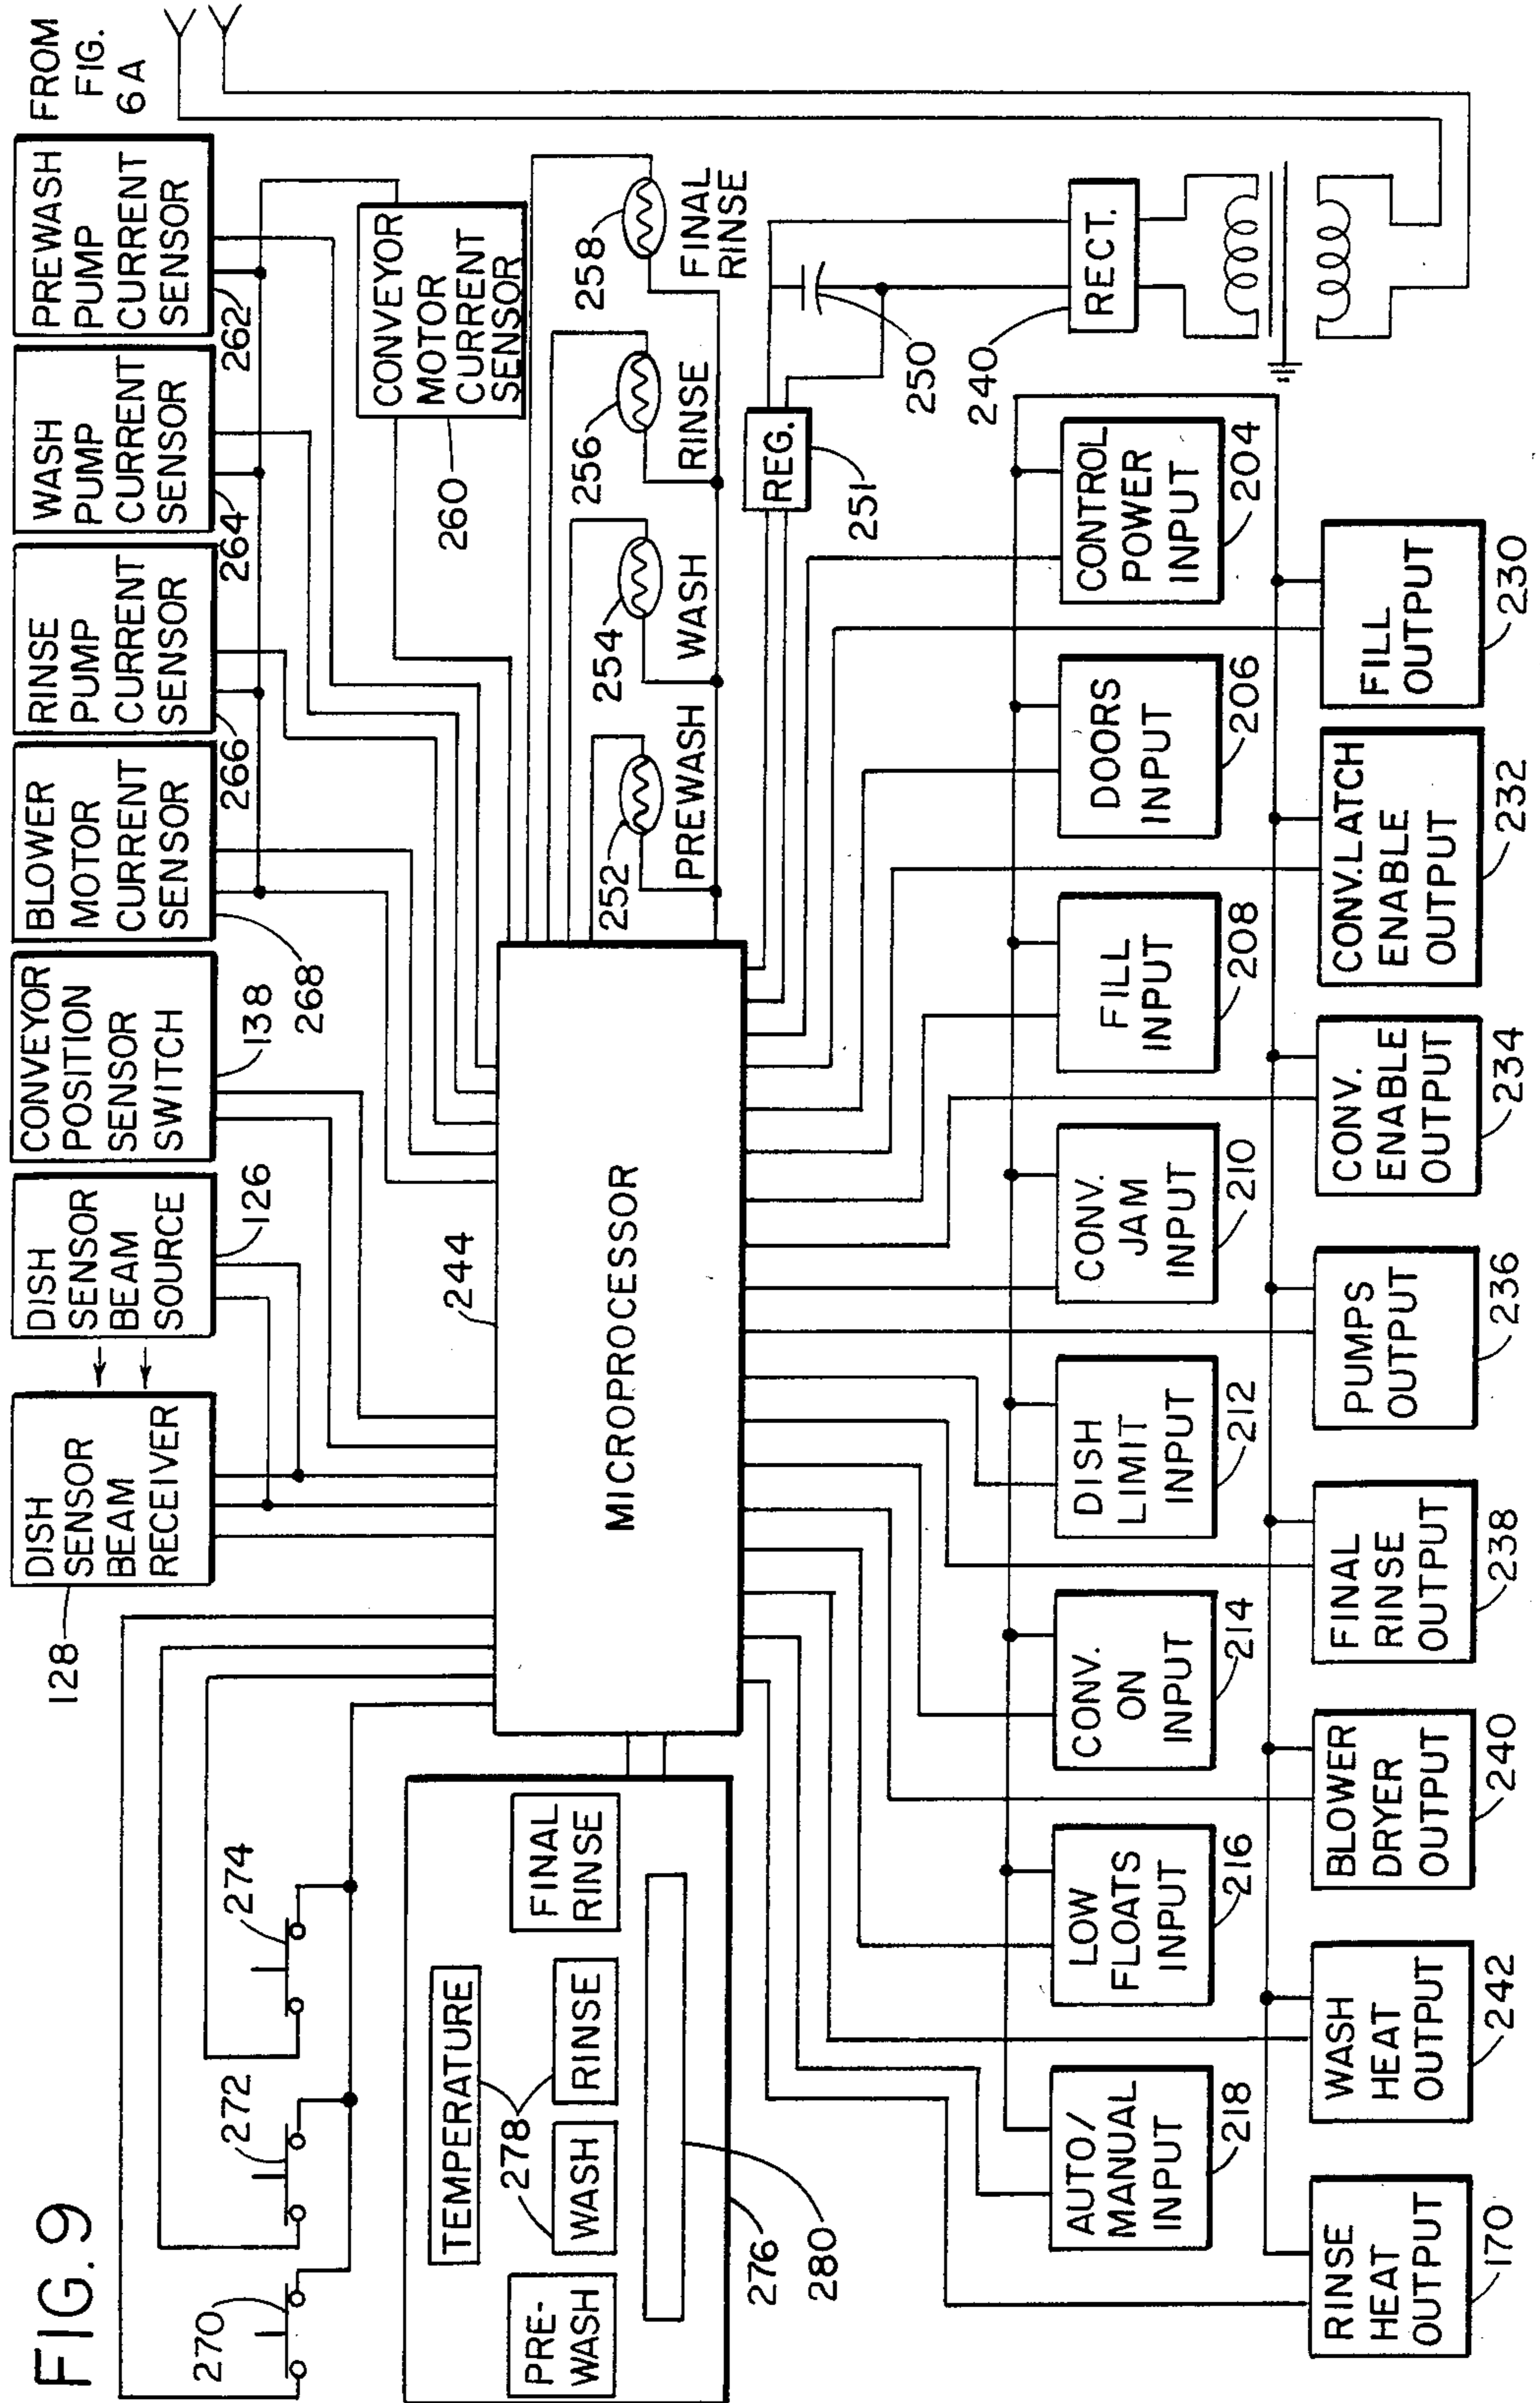 FIG. 9
270
272
274
128
DISH
SENSOR
BEAM
RECEIVER
DISH
SENSOR
BEAM
SOURCE
126
CONVEYOR
POSITION
SENSOR
SWITCH
138
BLOWER
MOTOR
CURRENT
SENSOR
268
RINSE
PUMP
CURRENT
SENSOR
266
WASH
PUMP
CURRENT
SENSOR
264
PREWASH
PUMP
CURRENT
SENSOR
262
FROM
FIG.
6A
CONVEYOR
MOTOR
CURRENT
SENSOR
260
TEMPERATURE
278
PRE-
WASH
WASH
RINSE
FINAL
RINSE
276
280
244
MICROPROCESSOR
252
PREWASH
254
WASH
256
RINSE
258
FINAL
RINSE
REG.
251
250
240
RECT.
AUTO/
MANUAL
INPUT
218
LOW
FLOATS
INPUT
216
CONV.
ON
INPUT
214
DISH
LIMIT
INPUT
212
CONV.
JAM
INPUT
210
FILL
INPUT
208
DOORS
INPUT
206
CONTROL
POWER
INPUT
204
RINSE
HEAT
OUTPUT
170
WASH
HEAT
OUTPUT
242
BLOWER
DRYER
OUTPUT
240
FINAL
RINSE
OUTPUT
238
PUMPS
OUTPUT
236
CONV.
ENABLE
OUTPUT
234
CONV.LATCH
ENABLE
OUTPUT
232
FILL
OUTPUT
230